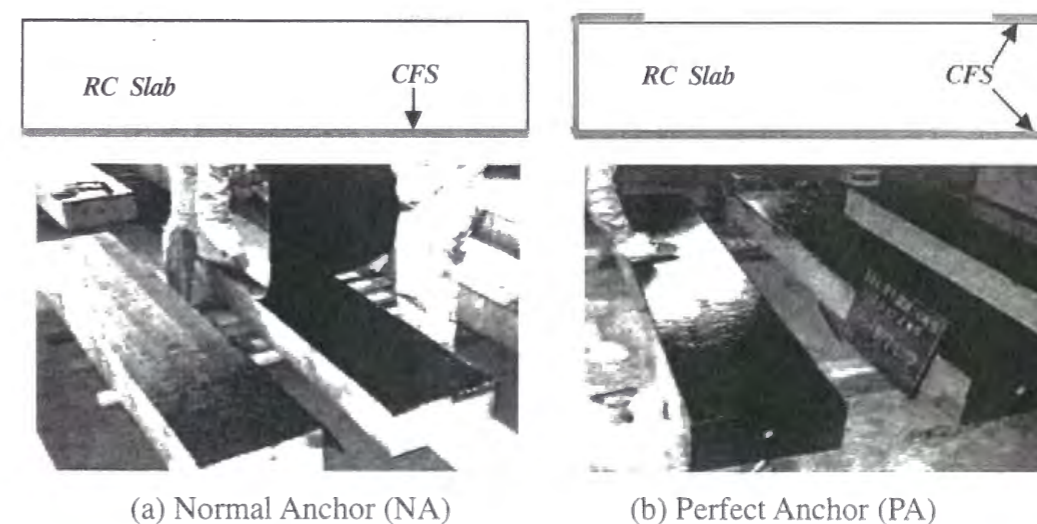 RC Slab
CFS
RC Slab
CFS
(a) Normal Anchor (NA)
(b) Perfect Anchor (PA)